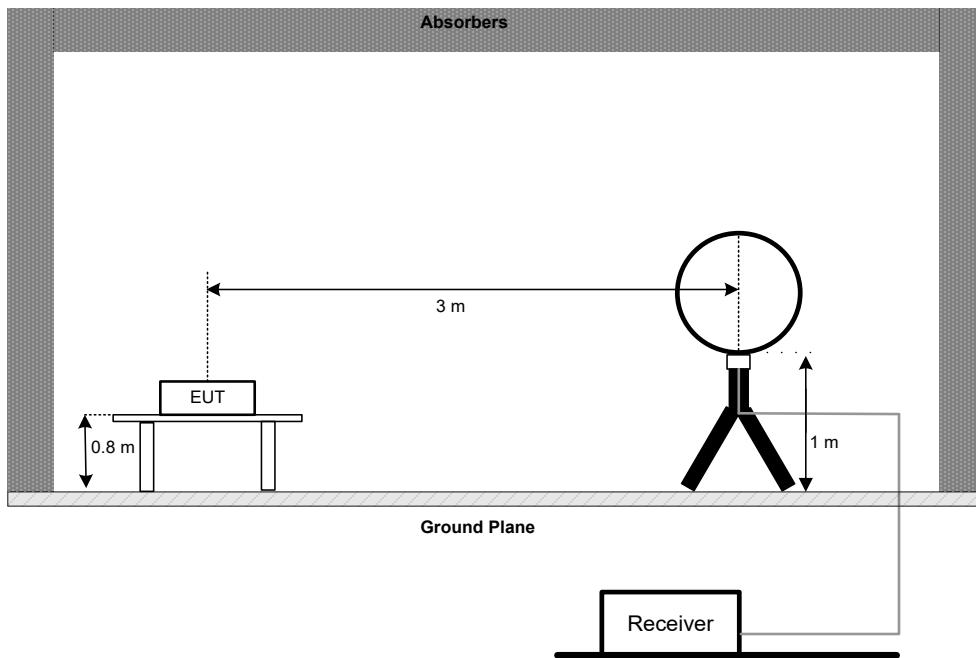 Absorbers
3 m
EUT
0.8 m
1 m
Ground Plane
Receiver